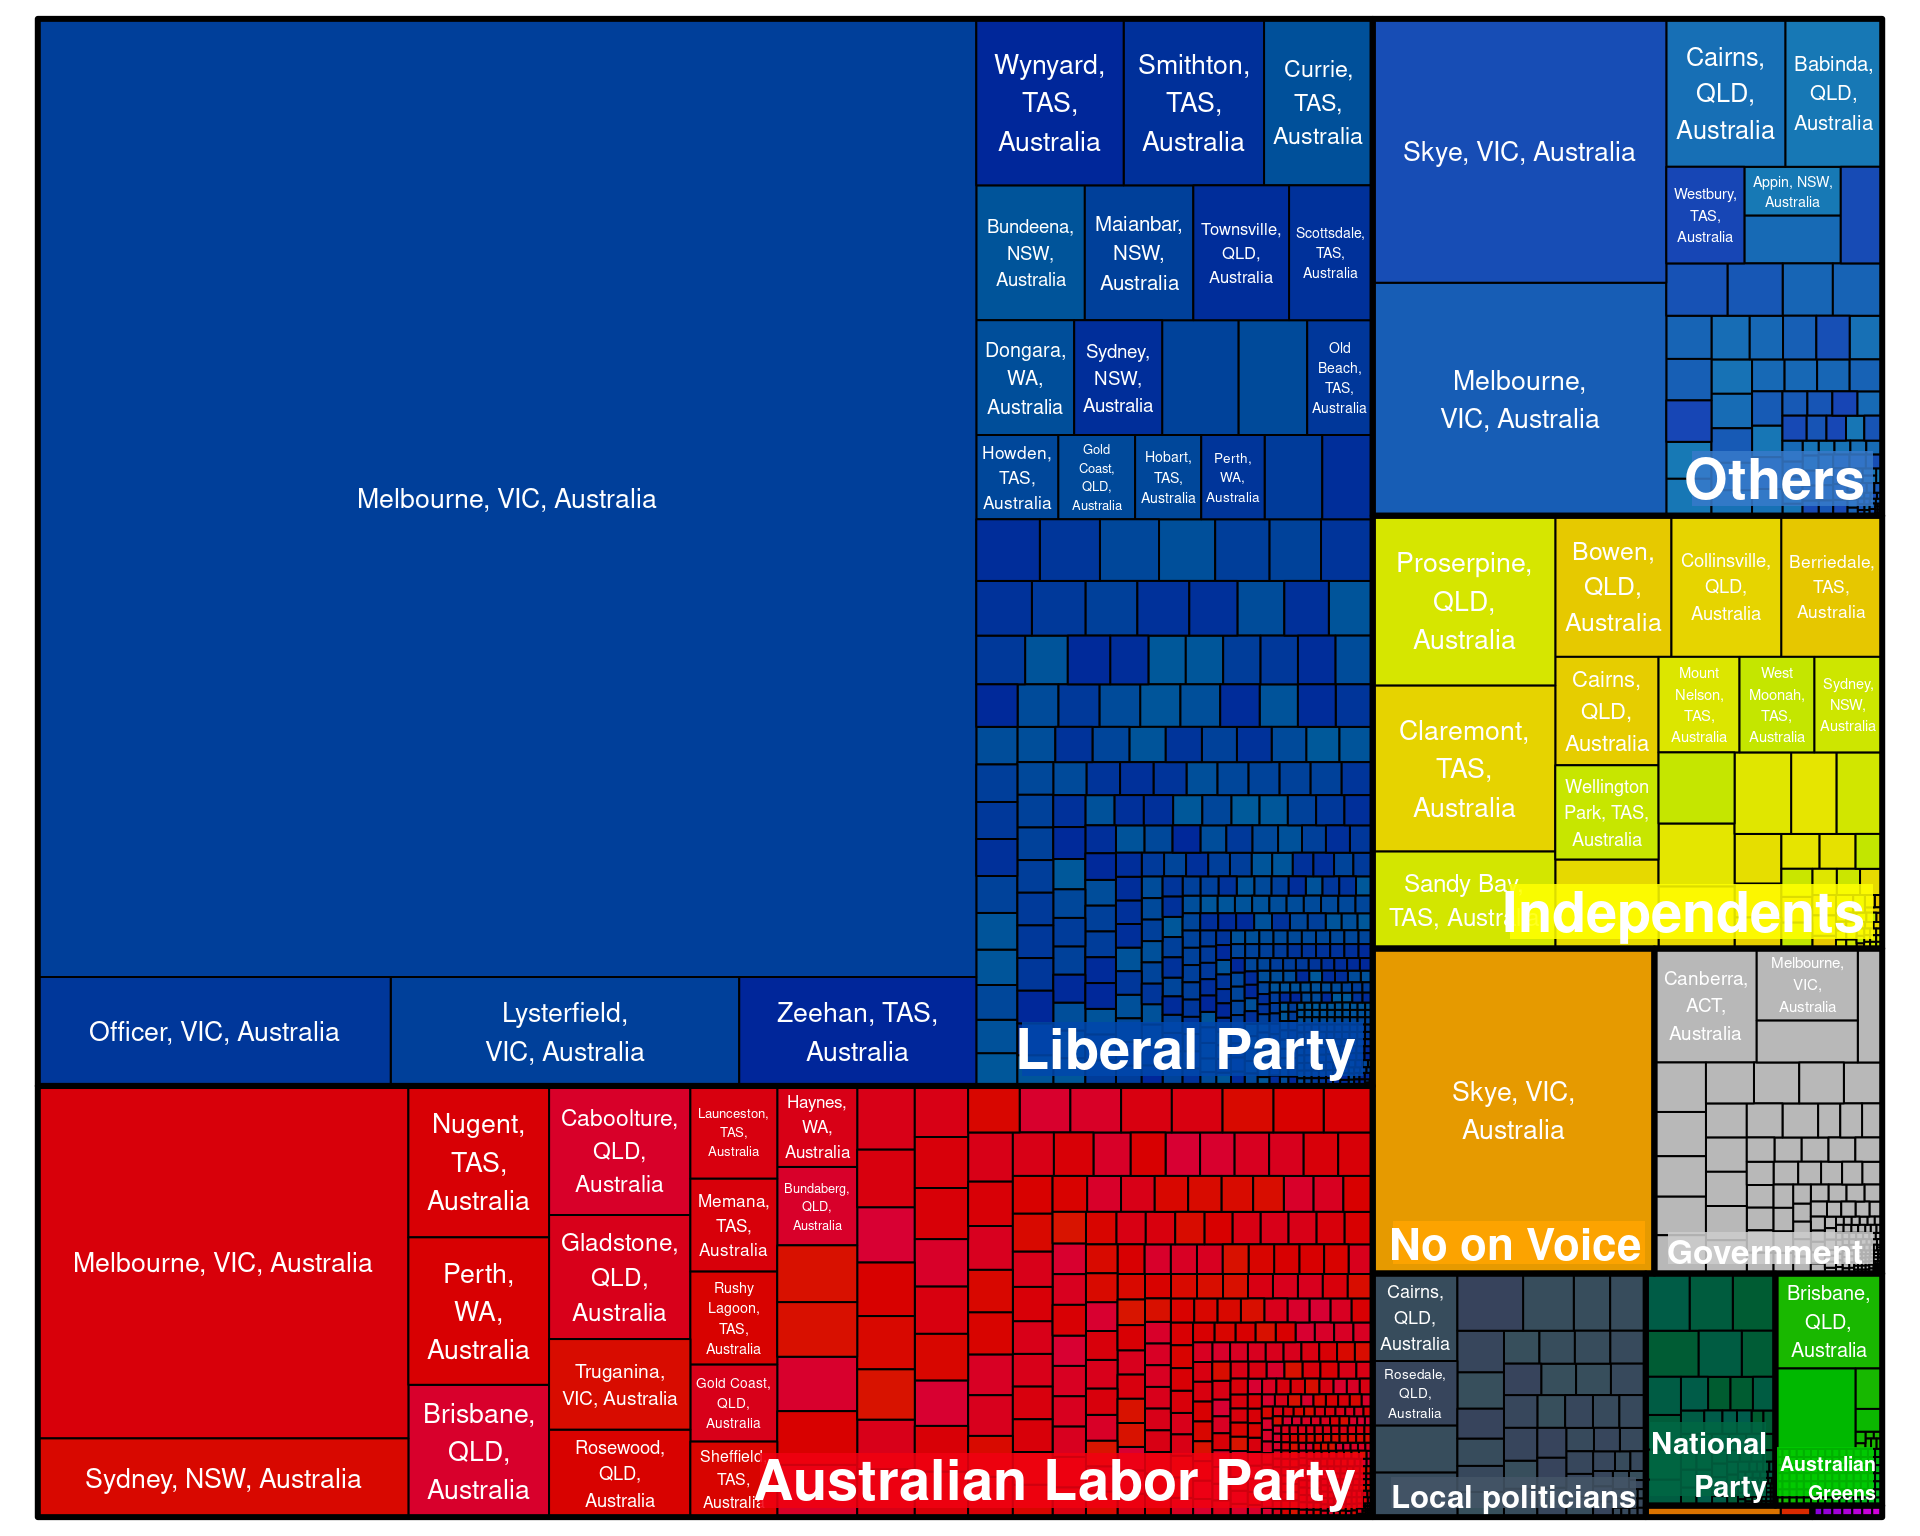 Melbourne, VIC, Australia
Officer, VIC, Australia
Lysterfield,
VIC, Australia
Zeehan, TAS,
Australia
Wynyard,
TAS,
Australia
Smithton,
TAS,
Australia
Currie,
TAS,
Australia
Bundeena,
NSW,
Australia
Maianbar,
NSW,
Australia
Townsville,
QLD,
Australia
Scottsdale,
TAS,
Australia
Dongara,
WA,
Australia
Sydney,
NSW,
Australia
Old
Beach,
TAS,
Australia
Howden,
TAS,
Australia
Gold
Coast,
QLD,
Australia
Hobart,
TAS,
Australia
Perth,
WA,
Australia
Liberal Party
Skye, VIC, Australia
Melbourne,
VIC, Australia
Cairns,
QLD,
Australia
Babinda,
QLD,
Australia
Westbury,
TAS,
Australia
Appin, NSW,
Australia
Others
Proserpine,
QLD,
Australia
Claremont,
TAS,
Australia
Sandy Bay,
TAS, Austr
Bowen,
QLD,
Australia
Collinsville,
QLD,
Australia
Berriedale,
TAS,
Australia
Cairns,
QLD,
Australia
Mount
Nelson,
TAS,
Australia
West
Moonah,
TAS,
Australia
Sydney,
NSW,
Australia
Wellington
Park, TAS,
Australia
Independents
Skye, VIC,
Australia
No on Voice
Canberra,
ACT,
Australia
Melbourne,
VIC,
Australia
Government
Melbourne, VIC, Australia
Sydney, NSW, Australia
Nugent,
TAS,
Australia
Perth,
WA,
Australia
Brisbane,
QLD,
Australia
Caboolture,
QLD,
Australia
Gladstone,
QLD,
Australia
Truganina,
VIC, Australia
Rosewood,
QLD,
Australia
Launceston,
TAS,
Australia
Memana,
TAS,
Australia
Rushy
Lagoon,
TAS,
Australia
Gold Coast,
QLD,
Australia
Sheffield,
TAS,
Australia
Haynes,
WA,
Australia
Bundaberg,
QLD,
Australia
Australian Labor Party
Cairns,
QLD,
Australia
Rosedale,
QLD,
Australia
Local politicians
National
Party
Brisbane,
QLD,
Australia
Australian
Greens